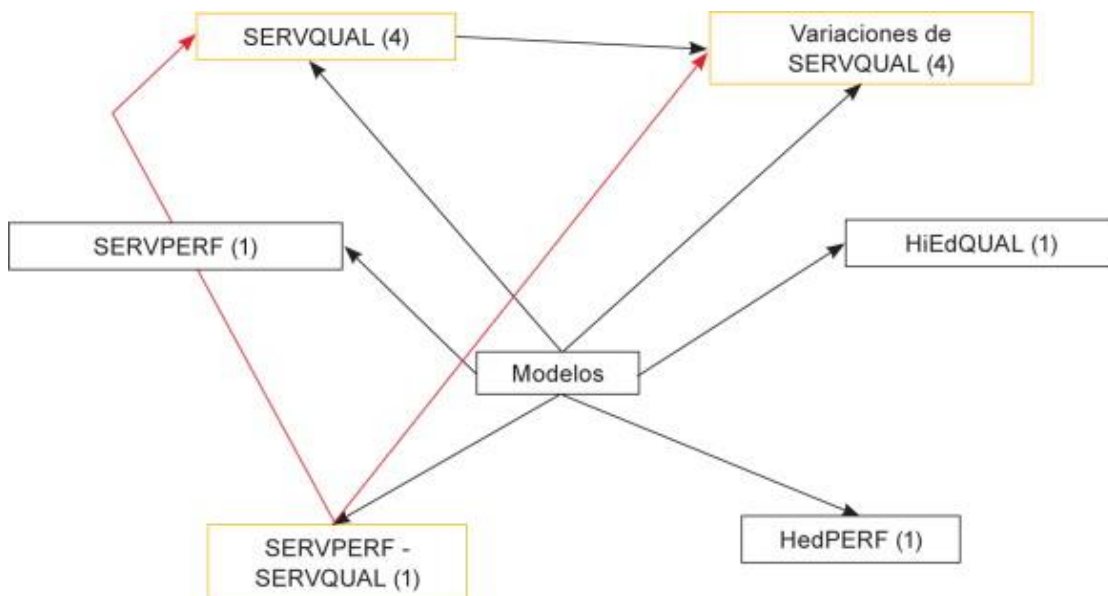 SERVQUAL (4)
Variaciones de
SERVQUAL (4)
SERVPERF (1)
HiEdQUAL (1)
Modelos
SERVPERF -
SERVQUAL (1)
HedPERF (1)